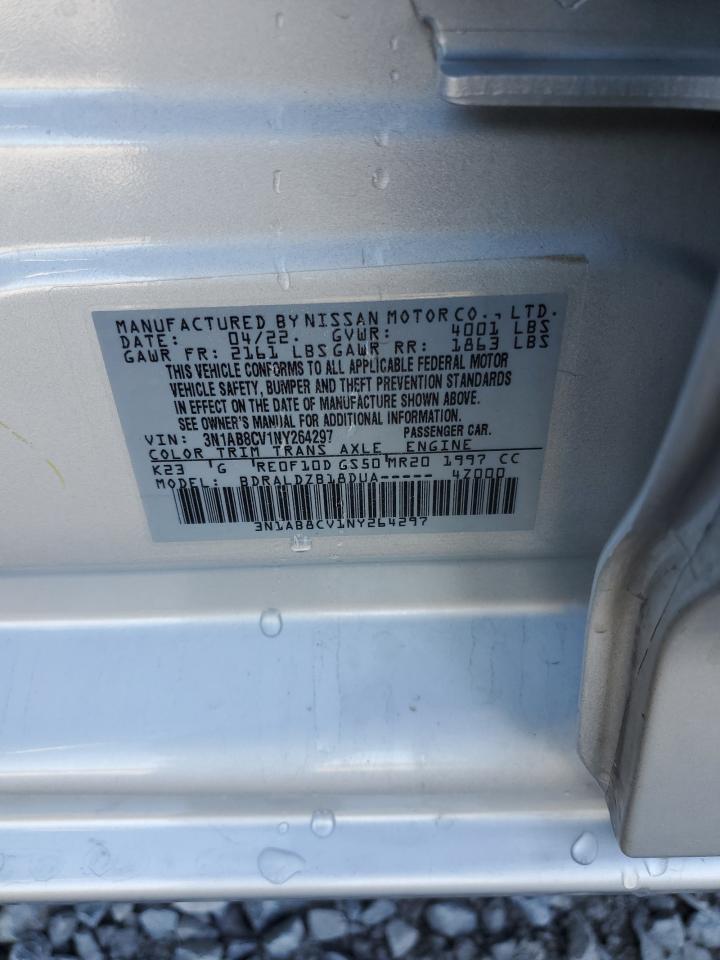 MANUFACTURED BY NISSAN MOTOR CO., LTD.
DATE: 04/22. GVWR: 4001 LBS
GAWR FR: 2161 LBS GAWR RR: 1863 LBS
THIS VEHICLE CONFORMS TO ALL APPLICABLE FEDERAL MOTOR
VEHICLE SAFETY, BUMPER AND THEFT PREVENTION STANDARDS
IN EFFECT ON THE DATE OF MANUFACTURE SHOWN ABOVE.
SEE OWNER'S MANUAL FOR ADDITIONAL INFORMATION.
VIN: 3N1AB8CV1NY264297 PASSENGER CAR.
COLOR TRIM TRANS AXLE ENGINE
K23 G RE0F10D GS50 MR20 1997 CC
MODEL: BDRALDZB18DUA----- 47000
3N1AB8CV1NY264297